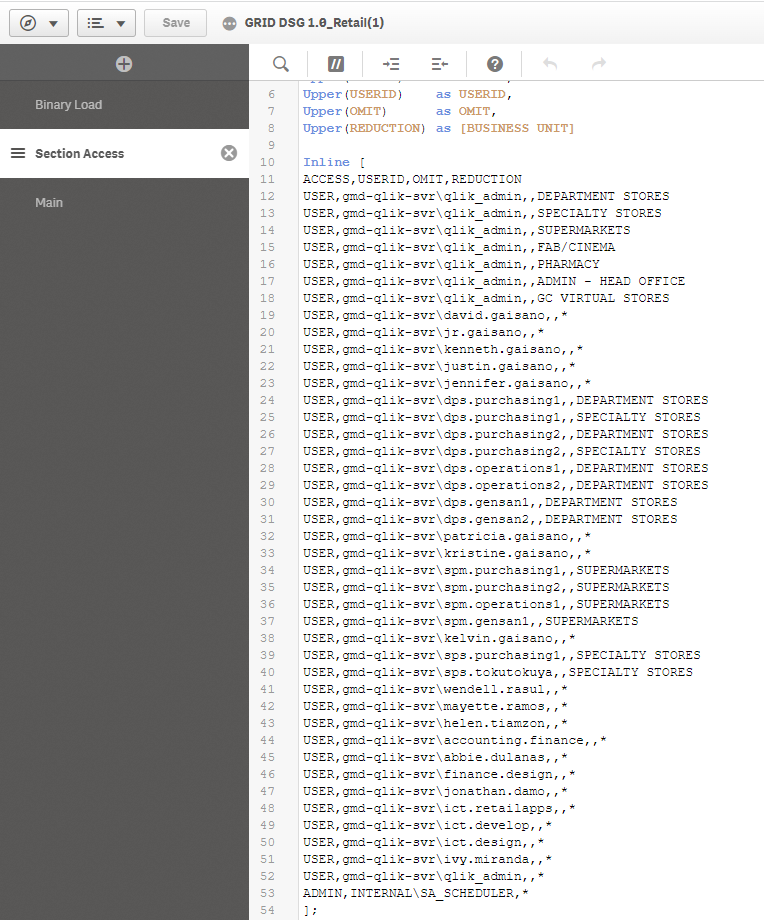 Save
GRID DSG 1.0_Retail(1)
Binary Load
Section Access
Main
//
?
6 Upper(USERID) as USERID,
7 Upper(OMIT) as OMIT,
8 Upper(REDUCTION) as [BUSINESS UNIT]
9
10 Inline [
11 ACCESS,USERID,OMIT,REDUCTION
12 USER,gmd-qlik-svr\qlik_admin,,DEPARTMENT STORES
13 USER,gmd-qlik-svr\qlik_admin,,SPECIALTY STORES
14 USER,gmd-qlik-svr\qlik_admin,,SUPERMARKETS
15 USER,gmd-qlik-svr\qlik_admin,,FAB/CINEMA
16 USER,gmd-qlik-svr\qlik_admin,,PHARMACY
17 USER,gmd-qlik-svr\qlik_admin,,ADMIN - HEAD OFFICE
18 USER,gmd-qlik-svr\qlik_admin,,GC VIRTUAL STORES
19 USER,gmd-qlik-svr\david.gaisano,,*
20 USER,gmd-qlik-svr\jr.gaisano,,*
21 USER,gmd-qlik-svr\kenneth.gaisano,,*
22 USER,gmd-qlik-svr\justin.gaisano,,*
23 USER,gmd-qlik-svr\jennifer.gaisano,,*
24 USER,gmd-qlik-svr\dps.purchasing1,,DEPARTMENT STORES
25 USER,gmd-qlik-svr\dps.purchasing1,,SPECIALTY STORES
26 USER,gmd-qlik-svr\dps.purchasing2,,DEPARTMENT STORES
27 USER,gmd-qlik-svr\dps.purchasing2,,SPECIALTY STORES
28 USER,gmd-qlik-svr\dps.operations1,,DEPARTMENT STORES
29 USER,gmd-qlik-svr\dps.operations2,,DEPARTMENT STORES
30 USER,gmd-qlik-svr\dps.gensan1,,DEPARTMENT STORES
31 USER,gmd-qlik-svr\dps.gensan2,,DEPARTMENT STORES
32 USER,gmd-qlik-svr\patricia.gaisano,,*
33 USER,gmd-qlik-svr\kristine.gaisano,,*
34 USER,gmd-qlik-svr\spm.purchasing1,,SUPERMARKETS
35 USER,gmd-qlik-svr\spm.purchasing2,,SUPERMARKETS
36 USER,gmd-qlik-svr\spm.operations1,,SUPERMARKETS
37 USER,gmd-qlik-svr\spm.gensan1,,SUPERMARKETS
38 USER,gmd-qlik-svr\kelvin.gaisano,,*
39 USER,gmd-qlik-svr\sps.purchasing1,,SPECIALTY STORES
40 USER,gmd-qlik-svr\sps.tokutokuya,,SPECIALTY STORES
41 USER,gmd-qlik-svr\wendell.rasul,,*
42 USER,gmd-qlik-svr\mayette.ramos,,*
43 USER,gmd-qlik-svr\helen.tiamzon,,*
44 USER,gmd-qlik-svr\accounting.finance,,*
45 USER,gmd-qlik-svr\abbie.dulanas,,*
46 USER,gmd-qlik-svr\finance.design,,*
47 USER,gmd-qlik-svr\jonathan.damo,,*
48 USER,gmd-qlik-svr\ict.retailapps,,*
49 USER,gmd-qlik-svr\ict.develop,,*
50 USER,gmd-qlik-svr\ict.design,,*
51 USER,gmd-qlik-svr\ivy.miranda,,*
52 USER,gmd-qlik-svr\qlik_admin,,*
53 ADMIN,INTERNAL\SA_SCHEDULER,*
54 ];